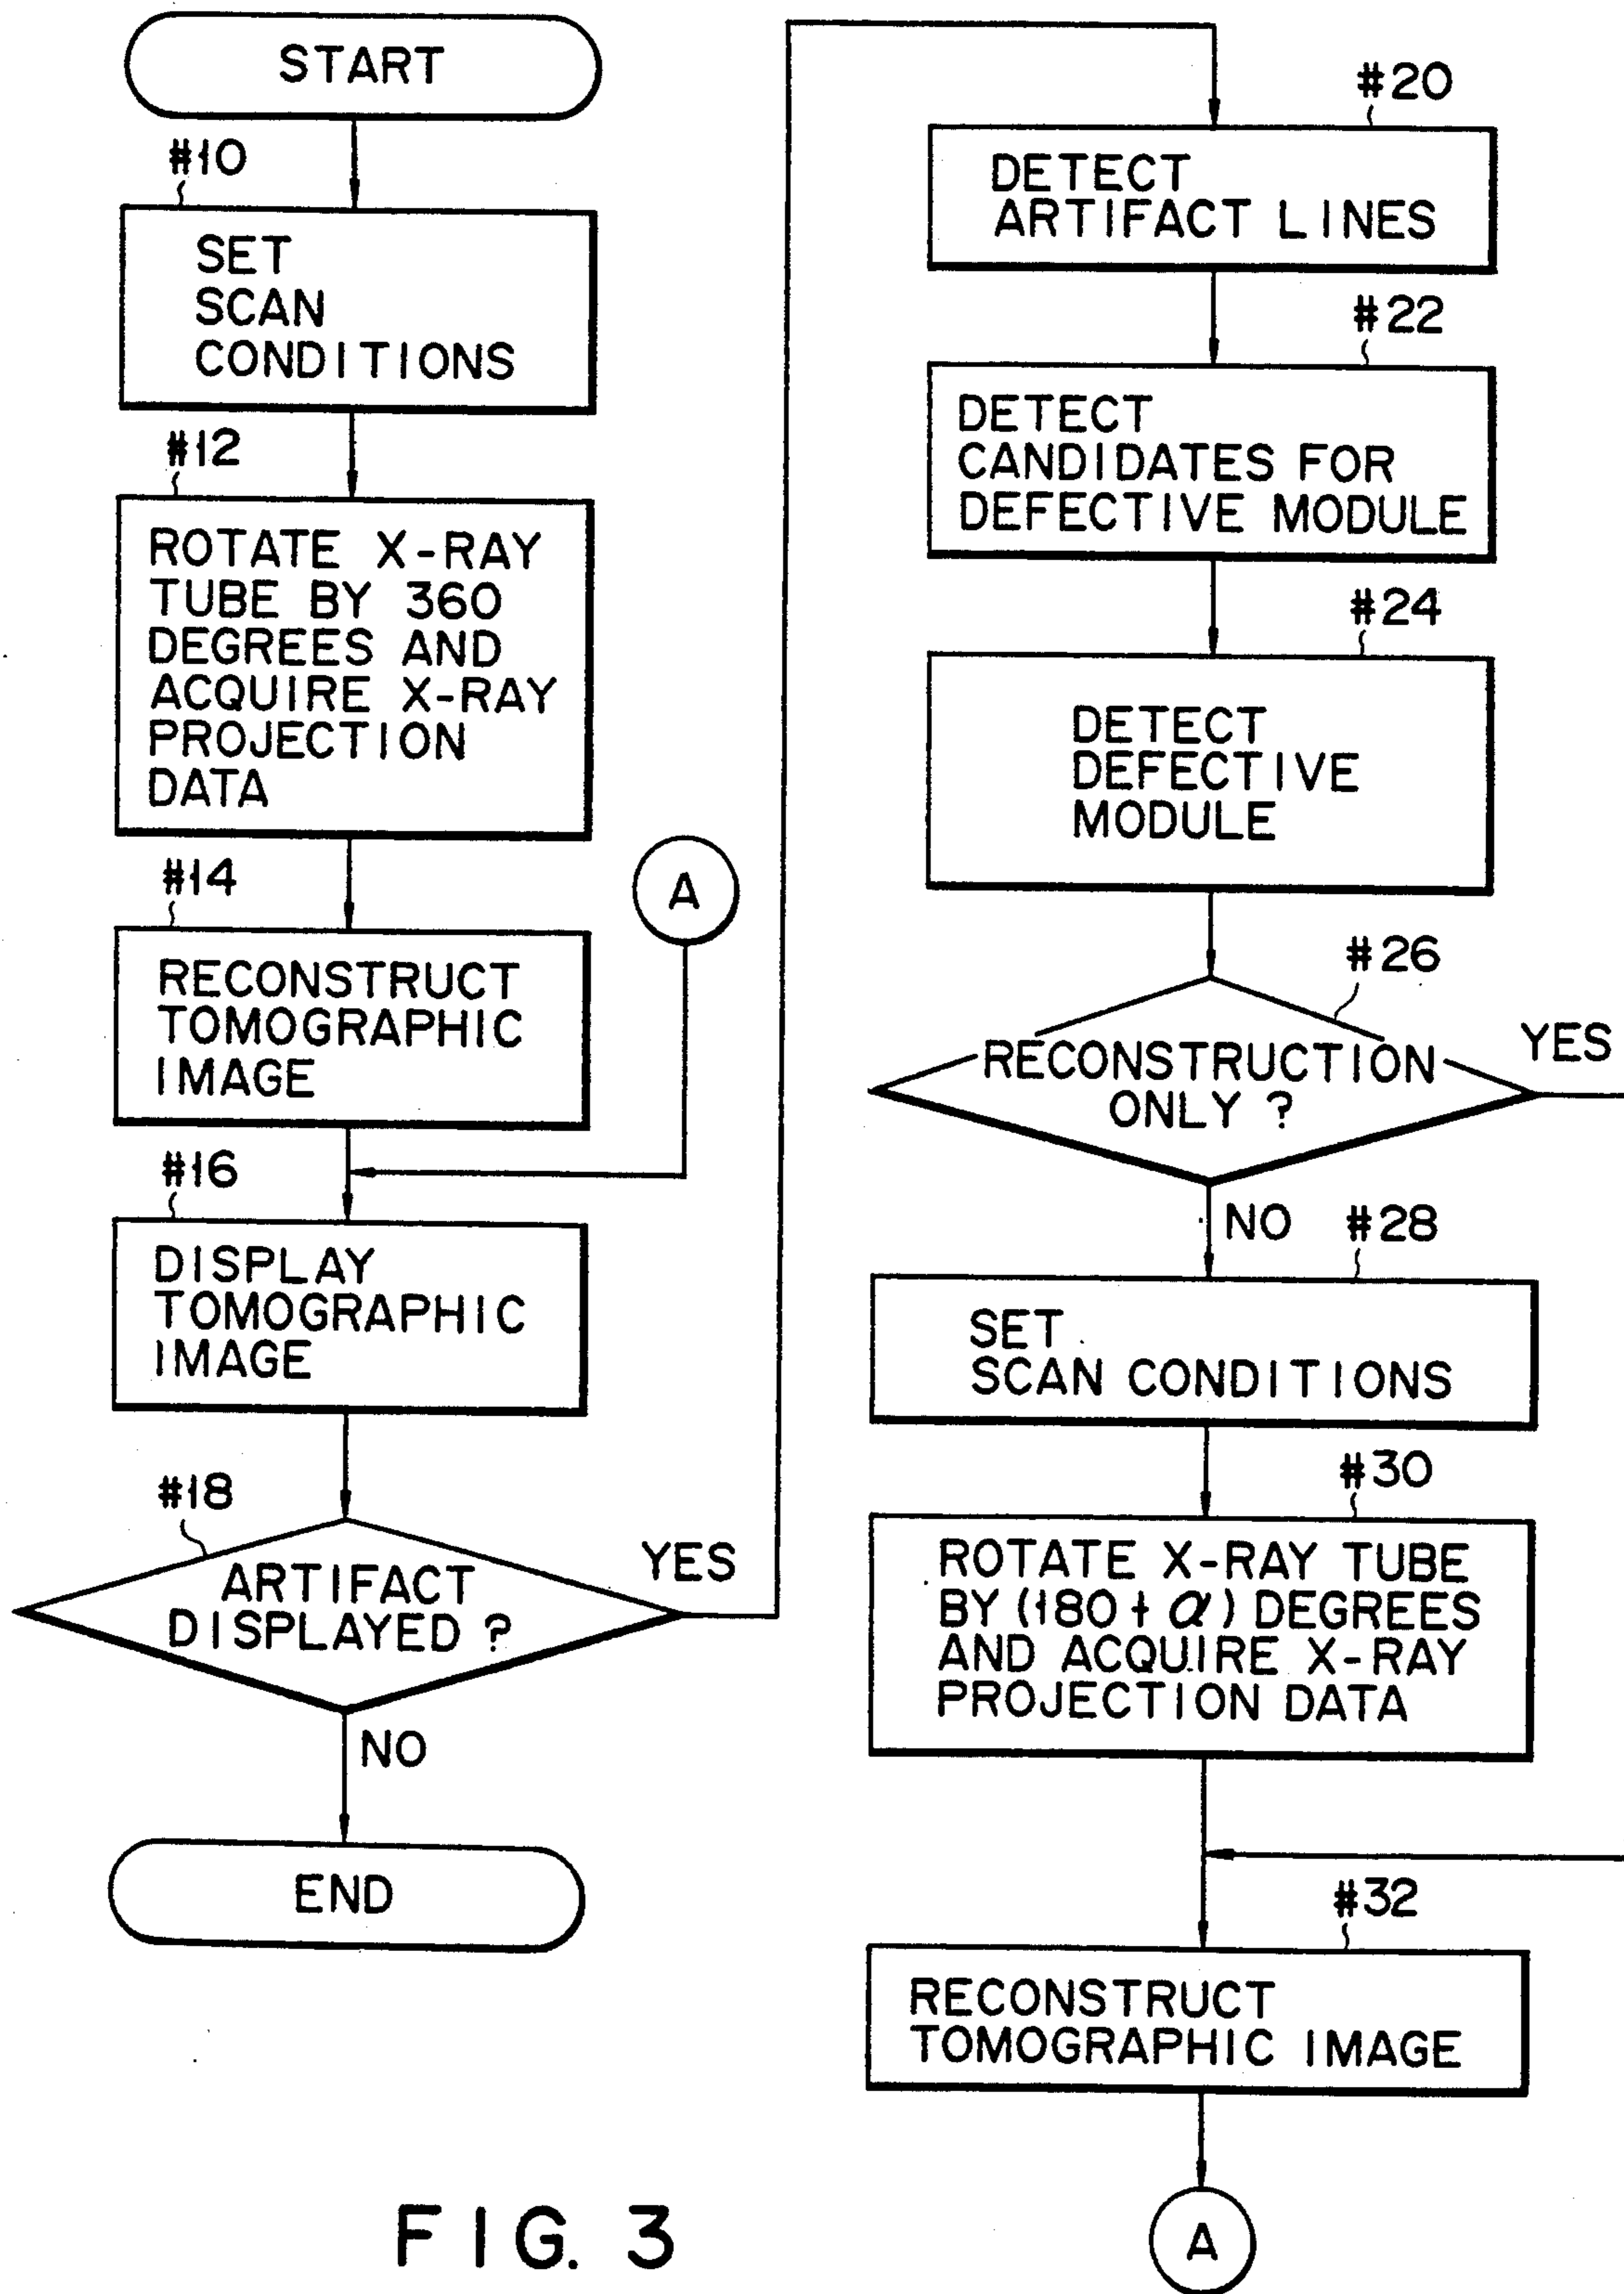 START
#10
SET
SCAN
CONDITIONS
#12
ROTATE X-RAY
TUBE BY 360
DEGREES AND
ACQUIRE X-RAY
PROJECTION
DATA
#14
RECONSTRUCT
TOMOGRAPHIC
IMAGE
A
#16
DISPLAY
TOMOGRAPHIC
IMAGE
#18
ARTIFACT
DISPLAYED ?
YES
NO
END
#20
DETECT
ARTIFACT LINES
#22
DETECT
CANDIDATES FOR
DEFECTIVE MODULE
#24
DETECT
DEFECTIVE
MODULE
#26
RECONSTRUCTION
ONLY ?
YES
NO
#28
SET
SCAN CONDITIONS
#30
ROTATE X-RAY TUBE
BY (180 + α) DEGREES
AND ACQUIRE X-RAY
PROJECTION DATA
#32
RECONSTRUCT
TOMOGRAPHIC IMAGE
A
FIG. 3